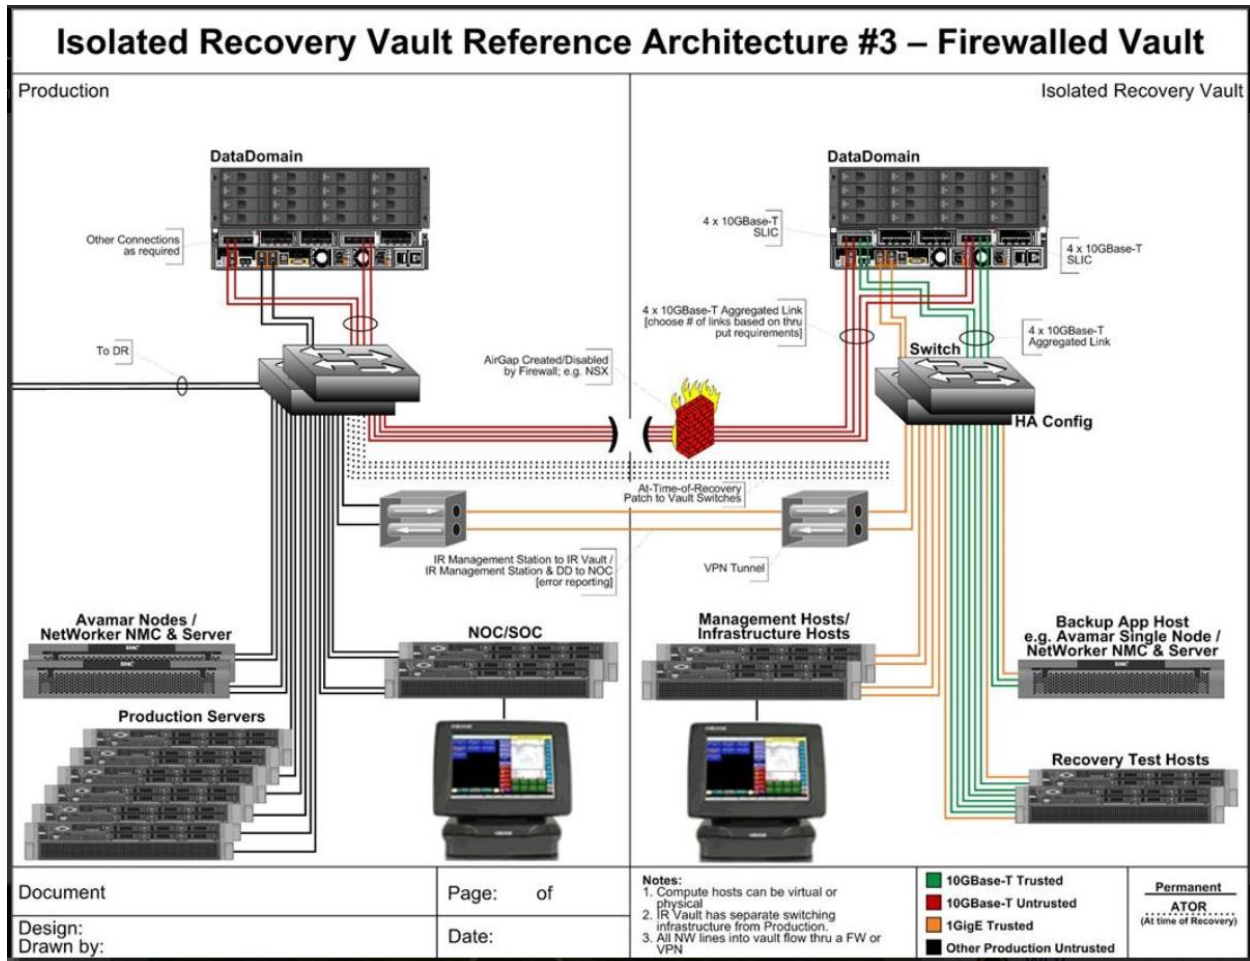 Isolated Recovery Vault Reference Architecture #3 – Firewalled Vault
Production
Isolated Recovery Vault
DataDomain
DataDomain
Other Connections
as required
4 x 10GBase-T
SLIC
4 x 10GBase-T
SLIC
4 x 10GBase-T Aggregated Link
[choose # of links based on thru
put requirements]
4 x 10GBase-T
Aggregated Link
To DR
AirGap Created/Disabled
by Firewall; e.g. NSX
Switch
HA Config
At-Time-of-Recovery
Patch to Vault Switches
IR Management Station to IR Vault /
IR Management Station & DD to NOC
[error reporting]
VPN Tunnel
Avamar Nodes /
NetWorker NMC & Server
EMC
EMC
NOC/SOC
Management Hosts/
Infrastructure Hosts
Backup App Host
e.g. Avamar Single Node /
NetWorker NMC & Server
EMC
Production Servers
Recovery Test Hosts
Document
Page: of
Design:
Drawn by:
Date:
Notes:
1. Compute hosts can be virtual or
physical
2. IR Vault has separate switching
infrastructure from Production.
3. All NW lines into vault flow thru a FW or
VPN
10GBase-T Trusted
10GBase-T Untrusted
1GigE Trusted
Other Production Untrusted
Permanent
ATOR
(At time of Recovery)